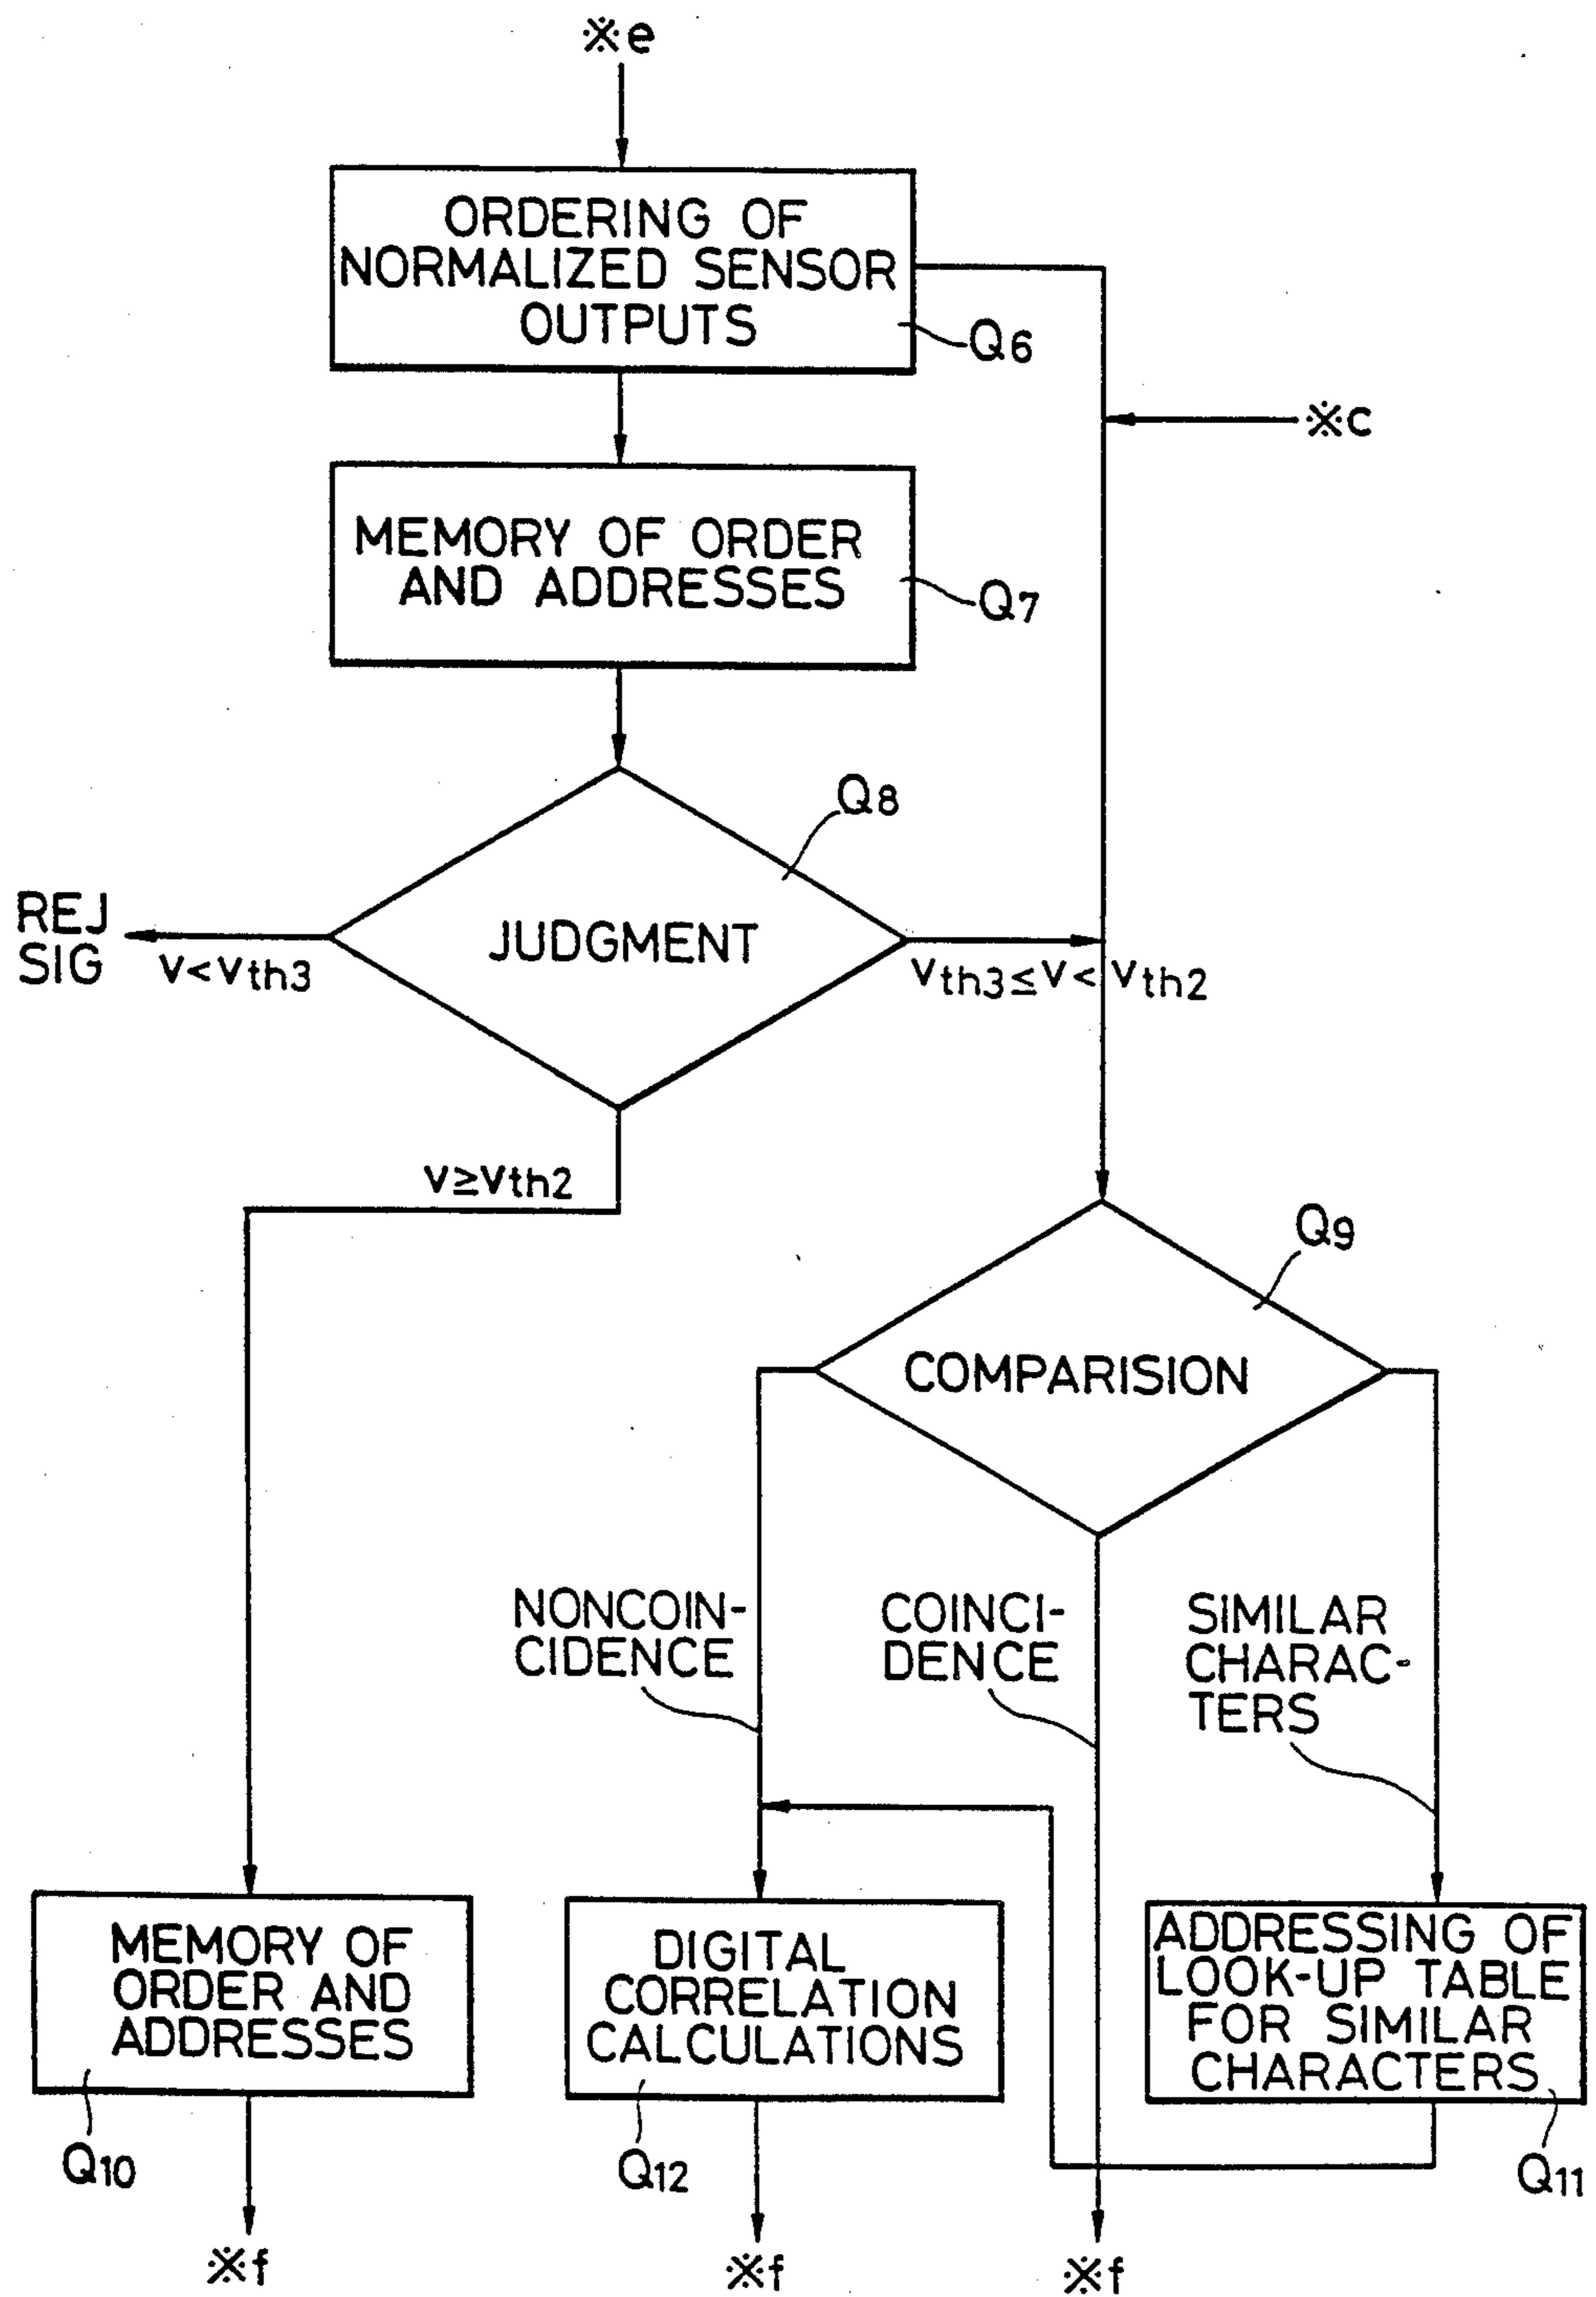 ※e
ORDERING OF
NORMALIZED SENSOR
OUTPUTS
Q6
※c
MEMORY OF ORDER
AND ADDRESSES
Q7
Q8
JUDGMENT
REJ
SIG
V<Vth3
Vth3≤V<Vth2
V≥Vth2
Q9
COMPARISION
NONCOIN-
CIDENCE
COINCI-
DENCE
SIMILAR
CHARAC-
TERS
MEMORY OF
ORDER AND
ADDRESSES
Q10
DIGITAL
CORRELATION
CALCULATIONS
Q12
ADDRESSING OF
LOOK-UP TABLE
FOR SIMILAR
CHARACTERS
Q11
※f
※f
※f